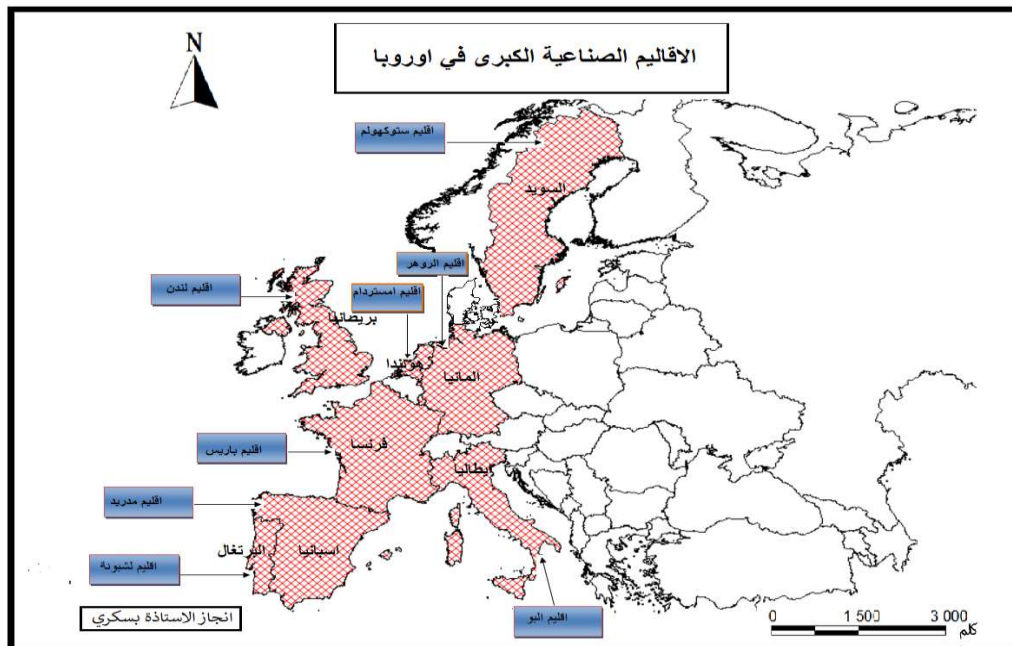 N
الاقاليم الصناعية الكبرى في اوروبا
اقليم ستوكهولم
السويد
اقليم الروهر
اقليم لندن
اقليم امستردام
بريطانيا
هولندا
المانيا
فرنسا
اقليم باريس
ايطاليا
اقليم مدريد
البرتغال
اسبانيا
اقليم لشبونة
اقليم البو
انجاز الاستاذة بسكري
0 1 500 3 000
كلم